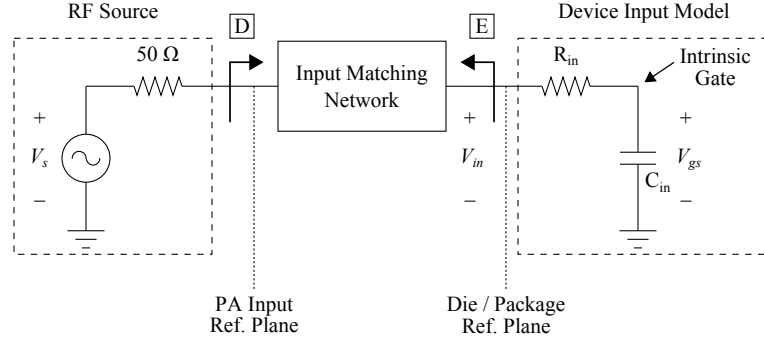 RF Source
D
E
Device Input Model
50 Ω
Input Matching
Network
R_in
Intrinsic
Gate
+
V_s
−
+
V_in
−
C_in
+
V_gs
−
PA Input
Ref. Plane
Die / Package
Ref. Plane